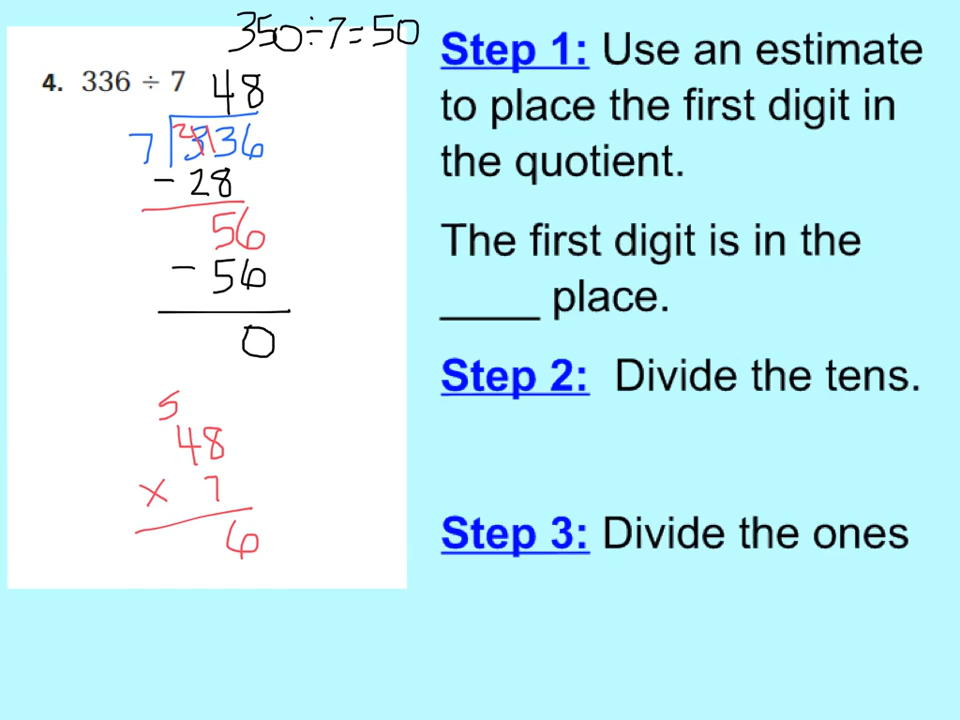 350÷7=50
4. 336 ÷ 7
48
7 336
21
- 28
56
- 56
0
5
48
x 7
6
Step 1: Use an estimate
to place the first digit in
the quotient.
The first digit is in the
____ place.
Step 2: Divide the tens.
Step 3: Divide the ones